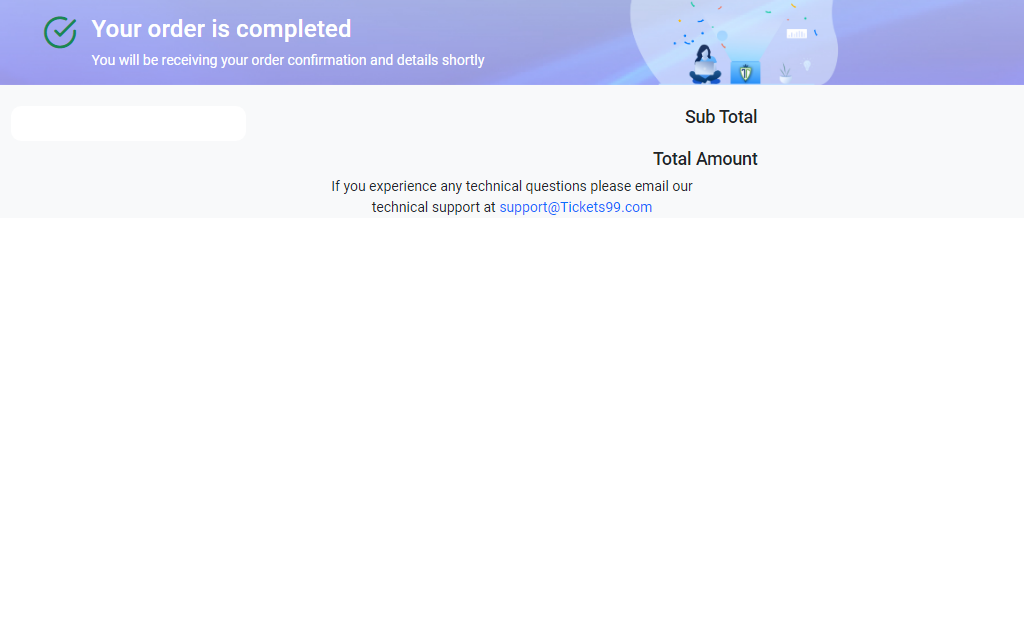 Your order is completed
You will be receiving your order confirmation and details shortly
Sub Total
Total Amount
If you experience any technical questions please email our
technical support at support@Tickets99.com